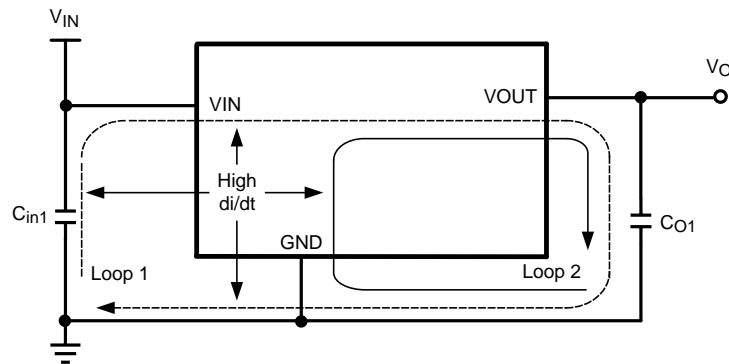 VIN
VIN
VOUT
VO
High
di/dt
Cin1
GND
CO1
Loop 1
Loop 2